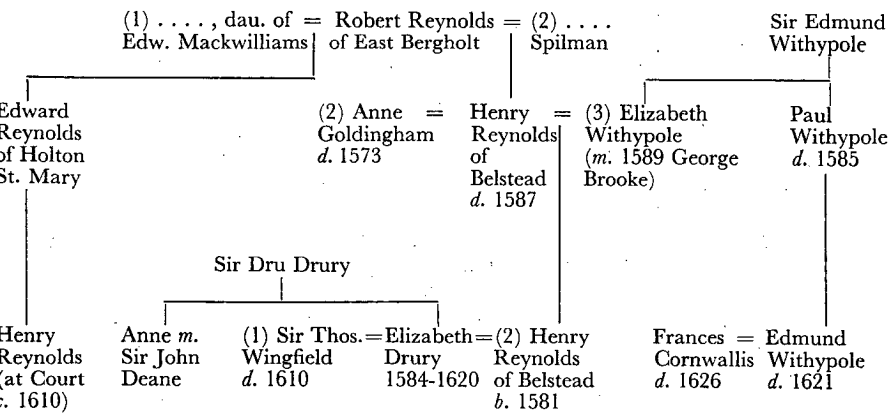 (1) . . . . , dau. of = Robert Reynolds = (2) . . . .
Edw. Mackwilliams of East Bergholt Spilman
Sir Edmund
Withypole
Edward
Reynolds
of Holton
St. Mary
(2) Anne =
Goldingham
d. 1573
Henry =
Reynolds
of
Belstead
d. 1587
(3) Elizabeth
Withypole
(m. 1589 George
Brooke)
Paul
Withypole
d. 1585
Sir Dru Drury
Henry
Reynolds
(at Court
c. 1610)
Anne m.
Sir John
Deane
(1) Sir Thos.=
Wingfield
d. 1610
Elizabeth=
Drury
1584-1620
(2) Henry
Reynolds
of Belstead
b. 1581
Frances =
Cornwallis
d. 1626
Edmund
Withypole
d. 1621